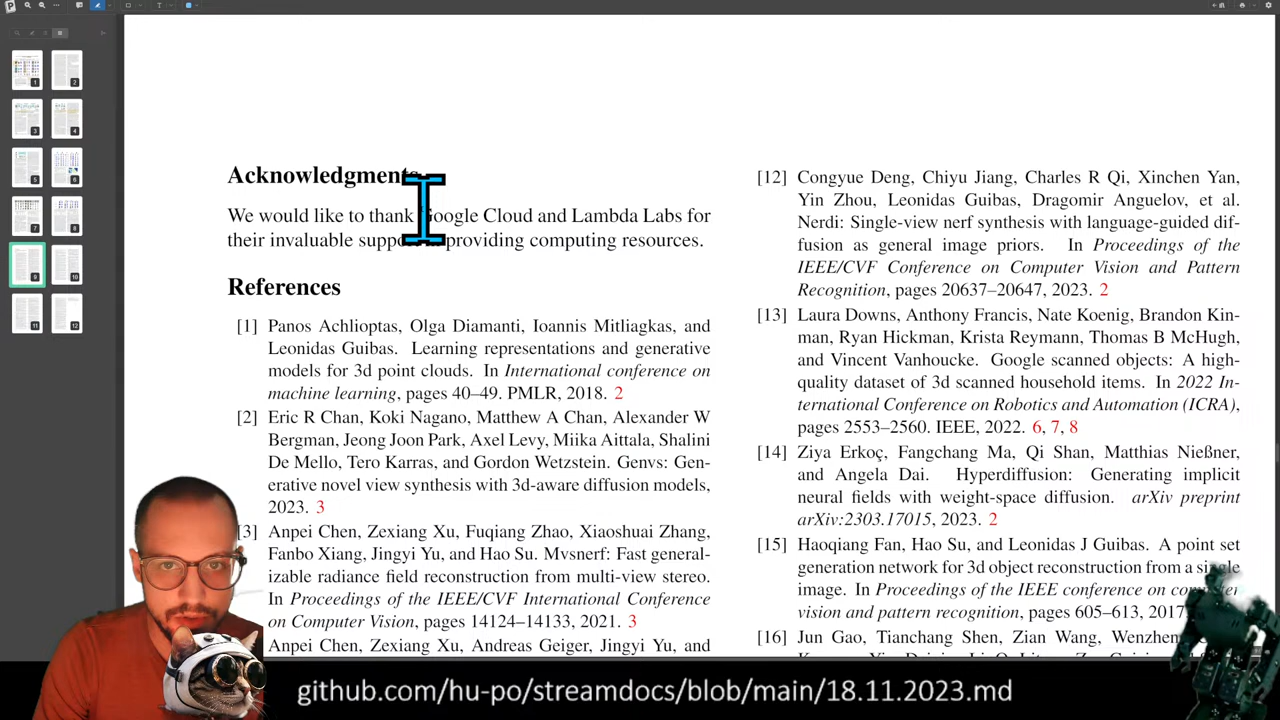 Acknowledgments
We would like to thank Google Cloud and Lambda Labs for
their invaluable providing computing resources.
References
[1] Panos Achlioptas, Olga Diamanti, Ioannis Mitliagkas, and
Leonidas Guibas. Learning representations and generative
models for 3d point clouds. In International conference on
machine learning, pages 40–49. PMLR, 2018. 2
[2] Eric R Chan, Koki Nagano, Matthew A Chan, Alexander W
Bergman, Jeong Joon Park, Axel Levy, Miika Aittala, Shalini
De Mello, Tero Karras, and Gordon Wetzstein. Genvs: Gen-
erative novel view synthesis with 3d-aware diffusion models,
2023. 3
[3] Anpei Chen, Zexiang Xu, Fuqiang Zhao, Xiaoshuai Zhang,
Fanbo Xiang, Jingyi Yu, and Hao Su. Mvsnerf: Fast general-
izable radiance field reconstruction from multi-view stereo.
In Proceedings of the IEEE/CVF International Conference
on Computer Vision, pages 14124–14133, 2021. 3
Anpei Chen, Zexiang Xu, Andreas Geiger, Jingyi Yu, and
[12] Congyue Deng, Chiyu Jiang, Charles R Qi, Xinchen Yan,
Yin Zhou, Leonidas Guibas, Dragomir Anguelov, et al.
Nerdi: Single-view nerf synthesis with language-guided dif-
fusion as general image priors. In Proceedings of the
IEEE/CVF Conference on Computer Vision and Pattern
Recognition, pages 20637–20647, 2023. 2
[13] Laura Downs, Anthony Francis, Nate Koenig, Brandon Kin-
man, Ryan Hickman, Krista Reymann, Thomas B McHugh,
and Vincent Vanhoucke. Google scanned objects: A high-
quality dataset of 3d scanned household items. In 2022 In-
ternational Conference on Robotics and Automation (ICRA),
pages 2553–2560. IEEE, 2022. 6, 7, 8
[14] Ziya Erkoç, Fangchang Ma, Qi Shan, Matthias Nießner,
and Angela Dai. Hyperdiffusion: Generating implicit
neural fields with weight-space diffusion. arXiv preprint
arXiv:2303.17015, 2023. 2
[15] Haoqiang Fan, Hao Su, and Leonidas J Guibas. A point set
generation network for 3d object reconstruction from a single
image. In Proceedings of the IEEE conference on computer
vision and pattern recognition, pages 605–613, 2017
[16] Jun Gao, Tianchang Shen, Zian Wang,
github.com/hu-po/streamdocs/blob/main/18.11.2023.md